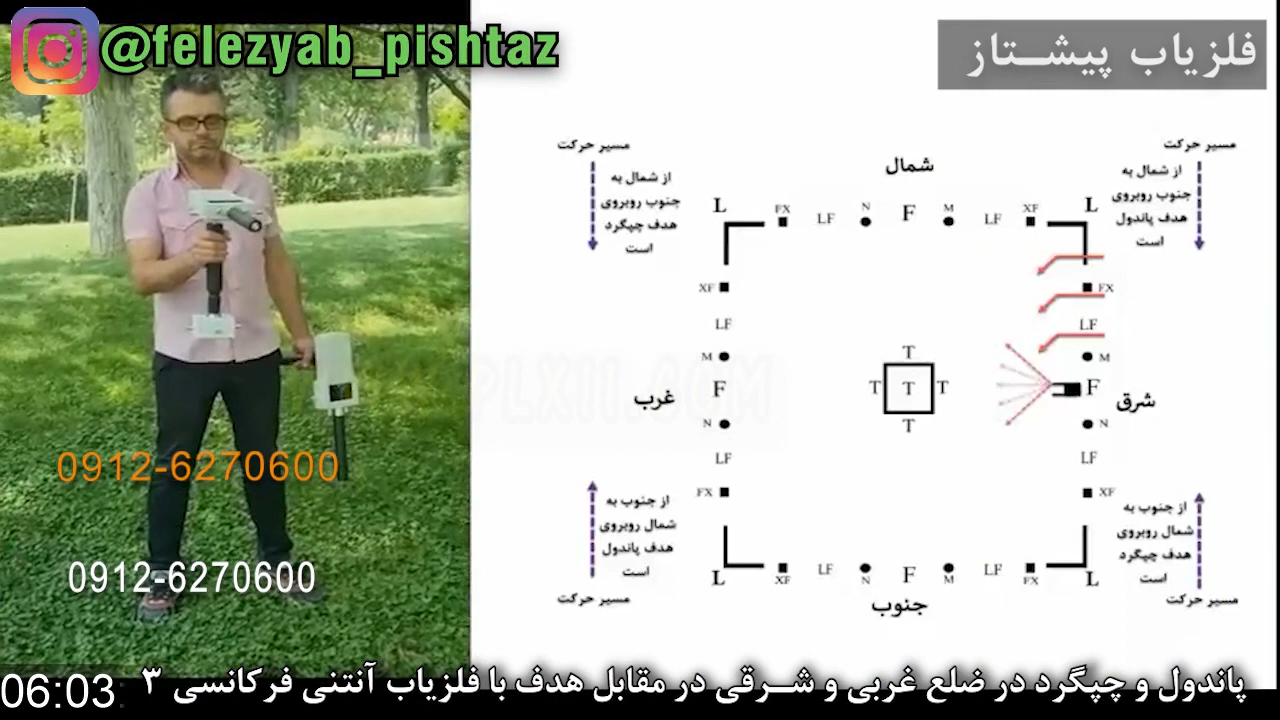 @felezyab_pishtaz
فلزیاب پیشــتاز
مسیر حرکت
از شمال به
جنوب روبروی
هدف چپگرد
است
شمال
مسیر حرکت
از شمال به
جنوب روبروی
هدف پاندول
است
L
FX
LF
N
F
M
LF
XF
L
XF
LF
M
F
N
LF
FX
غرب
T
T T T
T
FX
LF
M
F
N
LF
XF
شرق
از جنوب به
شمال روبروی
هدف پاندول
است
مسیر حرکت
از جنوب به
شمال روبروی
هدف چپگرد
است
مسیر حرکت
L
XF
LF
N
F
M
LF
FX
L
جنوب
PLXII.COM
0912-6270600
0912-6270600
پاندول و چپگرد در ضلع غربی و شــرقی در مقابل هدف با فلزیاب آنتنی فرکانسی ۳
06:03